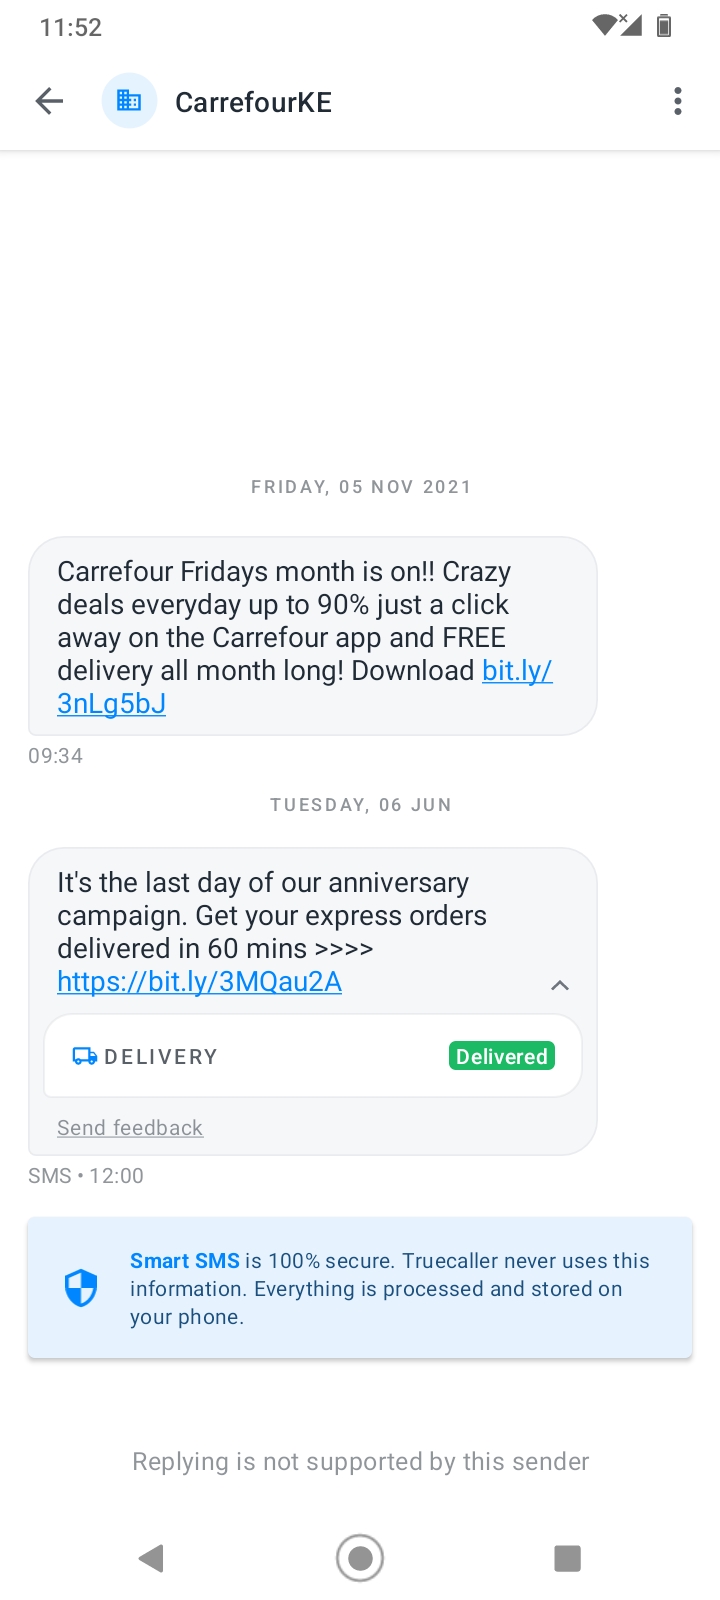 11:52
CarrefourKE
FRIDAY, 05 NOV 2021
Carrefour Fridays month is on!! Crazy
deals everyday up to 90% just a click
away on the Carrefour app and FREE
delivery all month long! Download bit.ly/
3nLg5bJ
09:34
TUESDAY, 06 JUN
It's the last day of our anniversary
campaign. Get your express orders
delivered in 60 mins >>>>
https://bit.ly/3MQau2A
DELIVERY Delivered
Send feedback
SMS • 12:00
Smart SMS is 100% secure. Truecaller never uses this
information. Everything is processed and stored on
your phone.
Replying is not supported by this sender